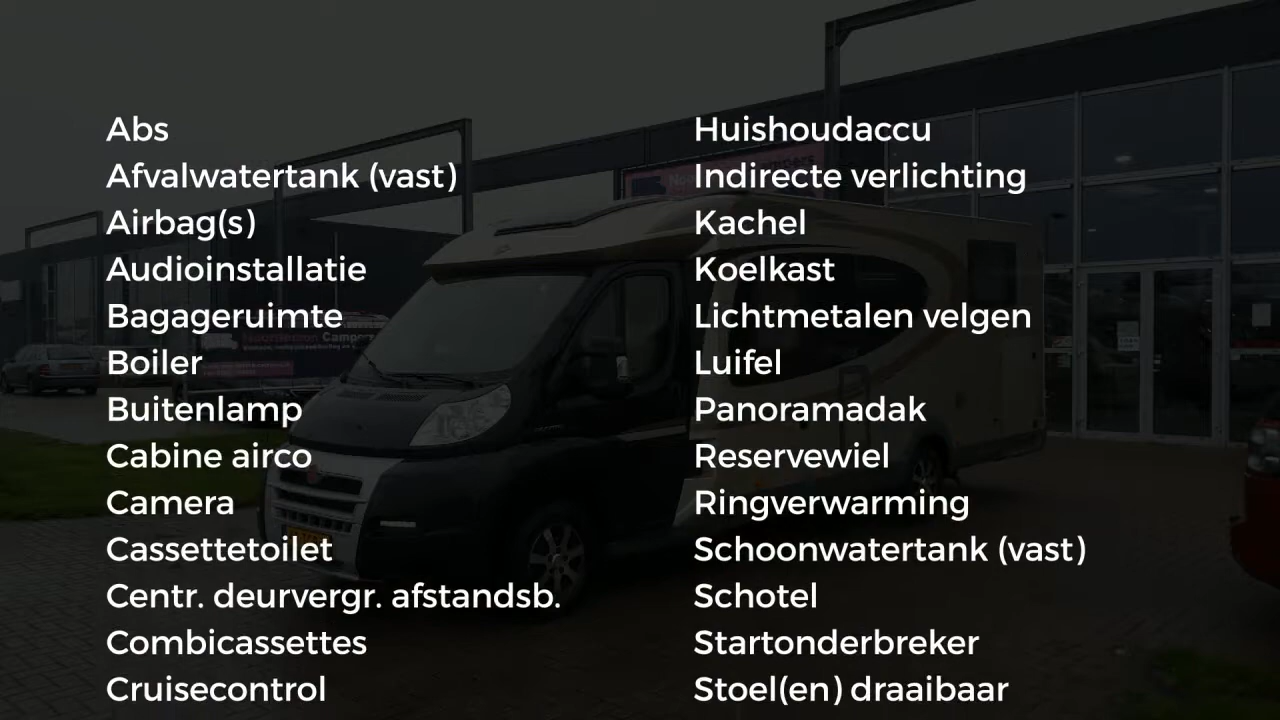 Abs
Afvalwatertank (vast)
Airbag(s)
Audioinstallatie
Bagageruimte
Boiler
Buitenlamp
Cabine airco
Camera
Cassettetoilet
Centr. deurvergr. afstandsb.
Combicassettes
Cruisecontrol
Huishoudaccu
Indirecte verlichting
Kachel
Koelkast
Lichtmetalen velgen
Luifel
Panoramadak
Reservewiel
Ringverwarming
Schoonwatertank (vast)
Schotel
Startonderbreker
Stoel(en) draaibaar